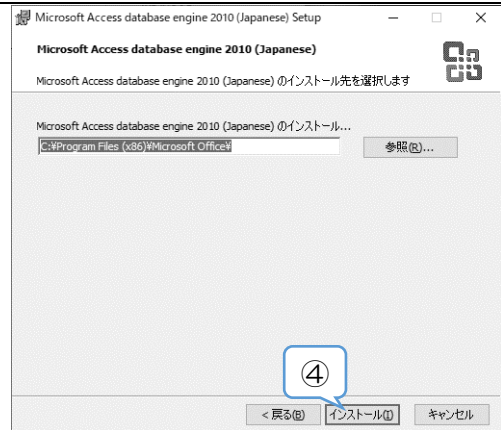 Microsoft Access database engine 2010 (Japanese) Setup
Microsoft Access database engine 2010 (Japanese)
Microsoft Access database engine 2010 (Japanese) のインストール先を選択します
Microsoft Access database engine 2010 (Japanese) のインストール...
C:¥Program Files (x86)¥Microsoft Office¥
参照(R)...
④
< 戻る(B)
インストール(I)
キャンセル